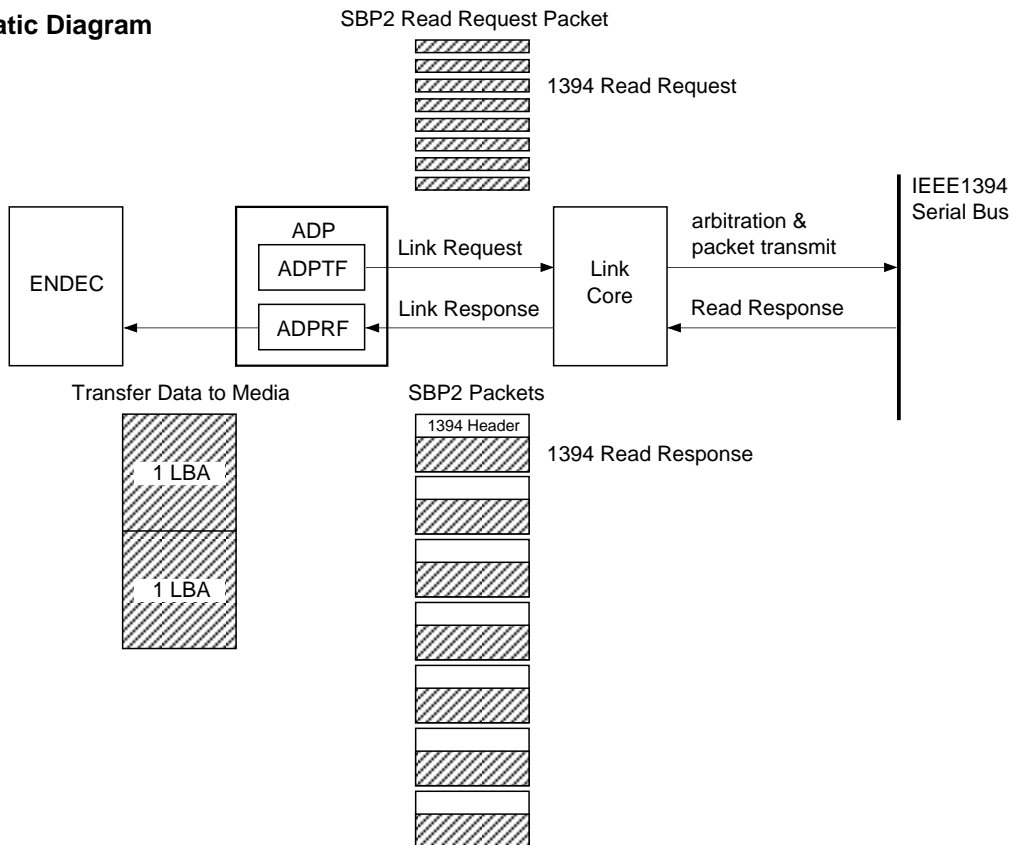 atic Diagram
SBP2 Read Request Packet
1394 Read Request
IEEE1394
Serial Bus
ENDEC
ADP
ADPTF
ADPRF
Link Request
Link Response
Link
Core
arbitration &
packet transmit
Read Response
Transfer Data to Media
1 LBA
1 LBA
SBP2 Packets
1394 Header
1394 Read Response